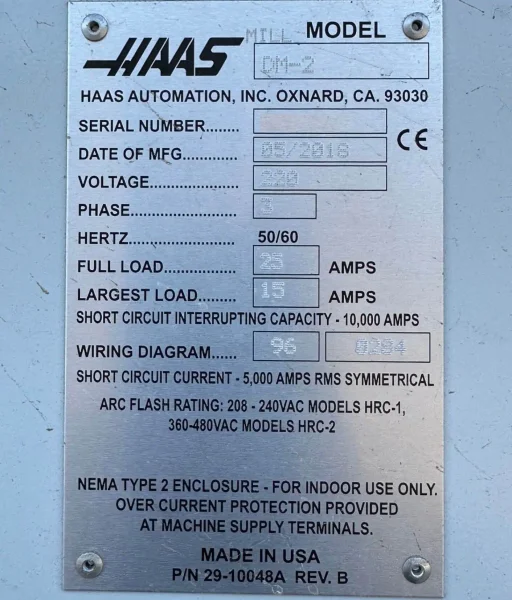 HAAS MILL MODEL
DM-2
HAAS AUTOMATION, INC. OXNARD, CA. 93030
SERIAL NUMBER........
CE
DATE OF MFG............. 05/2018
VOLTAGE.................... 220
PHASE........................ 3
HERTZ........................ 50/60
FULL LOAD................. 25 AMPS
LARGEST LOAD.......... 15 AMPS
SHORT CIRCUIT INTERRUPTING CAPACITY - 10,000 AMPS
WIRING DIAGRAM........ 96 0284
SHORT CIRCUIT CURRENT - 5,000 AMPS RMS SYMMETRICAL
ARC FLASH RATING: 208 - 240VAC MODELS HRC-1,
360-480VAC MODELS HRC-2
NEMA TYPE 2 ENCLOSURE - FOR INDOOR USE ONLY.
OVER CURRENT PROTECTION PROVIDED
AT MACHINE SUPPLY TERMINALS.
MADE IN USA
P/N 29-10048A REV. B